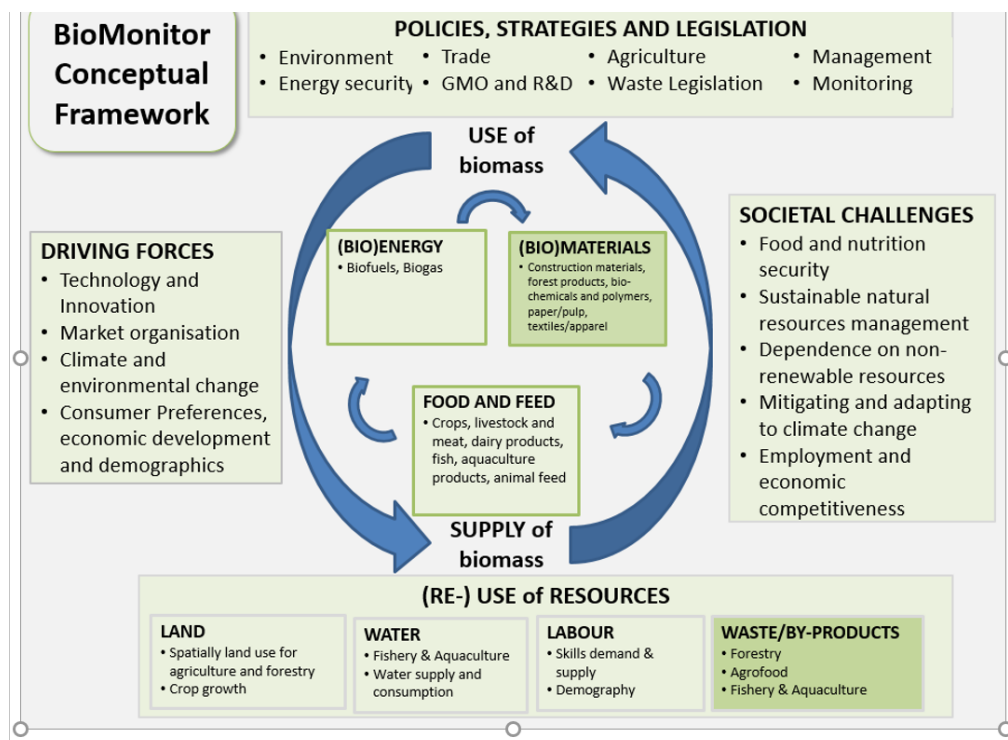 BioMonitor
Conceptual
Framework
POLICIES, STRATEGIES AND LEGISLATION
• Environment
• Energy security
• Trade
• GMO and R&D
• Agriculture
• Waste Legislation
• Management
• Monitoring
USE of
biomass
DRIVING FORCES
• Technology and
Innovation
• Market organisation
• Climate and
environmental change
• Consumer Preferences,
economic development
and demographics
(BIO)ENERGY
• Biofuels, Biogas
(BIO)MATERIALS
• Construction materials,
forest products, bio-
chemicals and polymers,
paper/pulp,
textiles/apparel
FOOD AND FEED
• Crops, livestock and
meat, dairy products,
fish, aquaculture
products, animal feed
SOCIETAL CHALLENGES
• Food and nutrition
security
• Sustainable natural
resources management
• Dependence on non-
renewable resources
• Mitigating and adapting
to climate change
• Employment and
economic
competitiveness
SUPPLY of
biomass
(RE-) USE of RESOURCES
LAND
• Spatially land use for
agriculture and forestry
• Crop growth
WATER
• Fishery & Aquaculture
• Water supply and
consumption
LABOUR
• Skills demand &
supply
• Demography
WASTE/BY-PRODUCTS
• Forestry
• Agrofood
• Fishery & Aquaculture